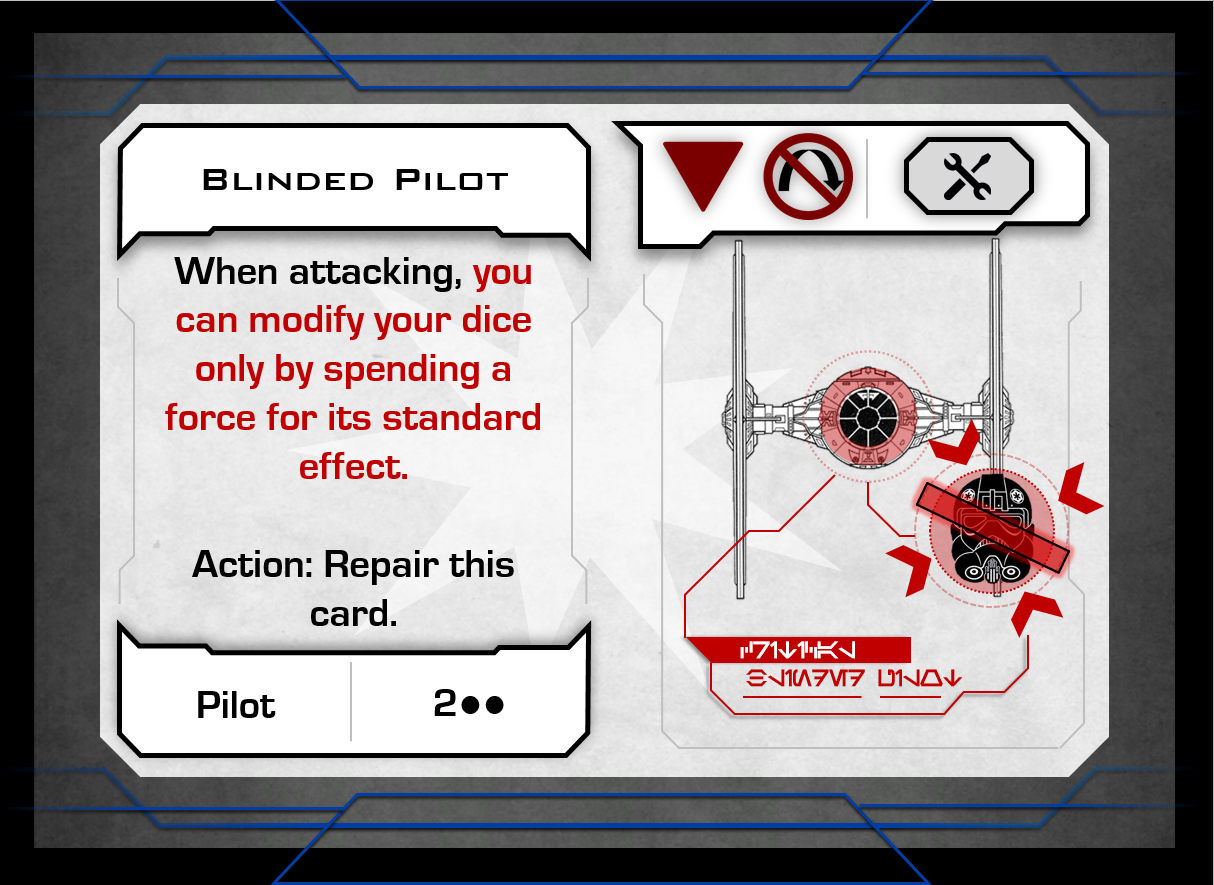 Blinded Pilot
When attacking, you
can modify your dice
only by spending a
force for its standard
effect.
Action: Repair this
card.
Pilot
2●●